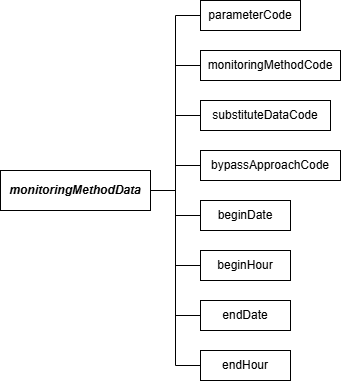 parameterCode
monitoringMethodCode
substituteDataCode
bypassApproachCode
monitoringMethodData
beginDate
beginHour
endDate
endHour